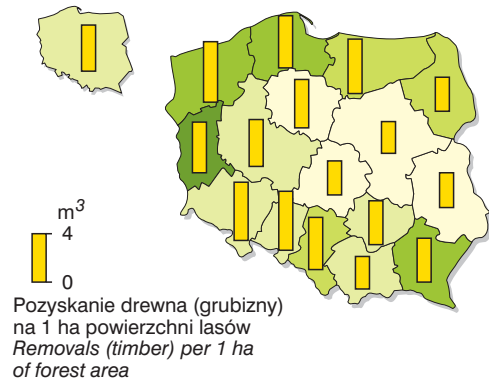 m3
4
0
Pozyskanie drewna (grubizny)
na 1 ha powierzchni lasów
Removals (timber) per 1 ha
of forest area